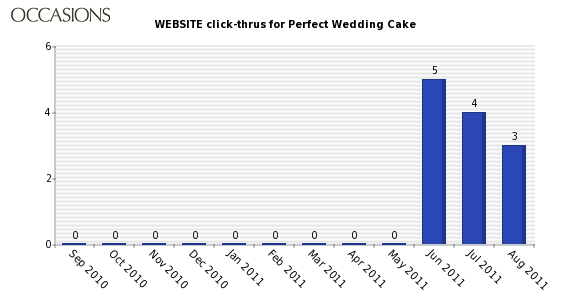 OCCASIONS
WEBSITE click-thrus for Perfect Wedding Cake
6
4
2
0
0 0 0 0 0 0 0 0 0 5 4 3
Sep 2010 Oct 2010 Nov 2010 Dec 2010 Jan 2011 Feb 2011 Mar 2011 Apr 2011 May 2011 Jun 2011 Jul 2011 Aug 2011